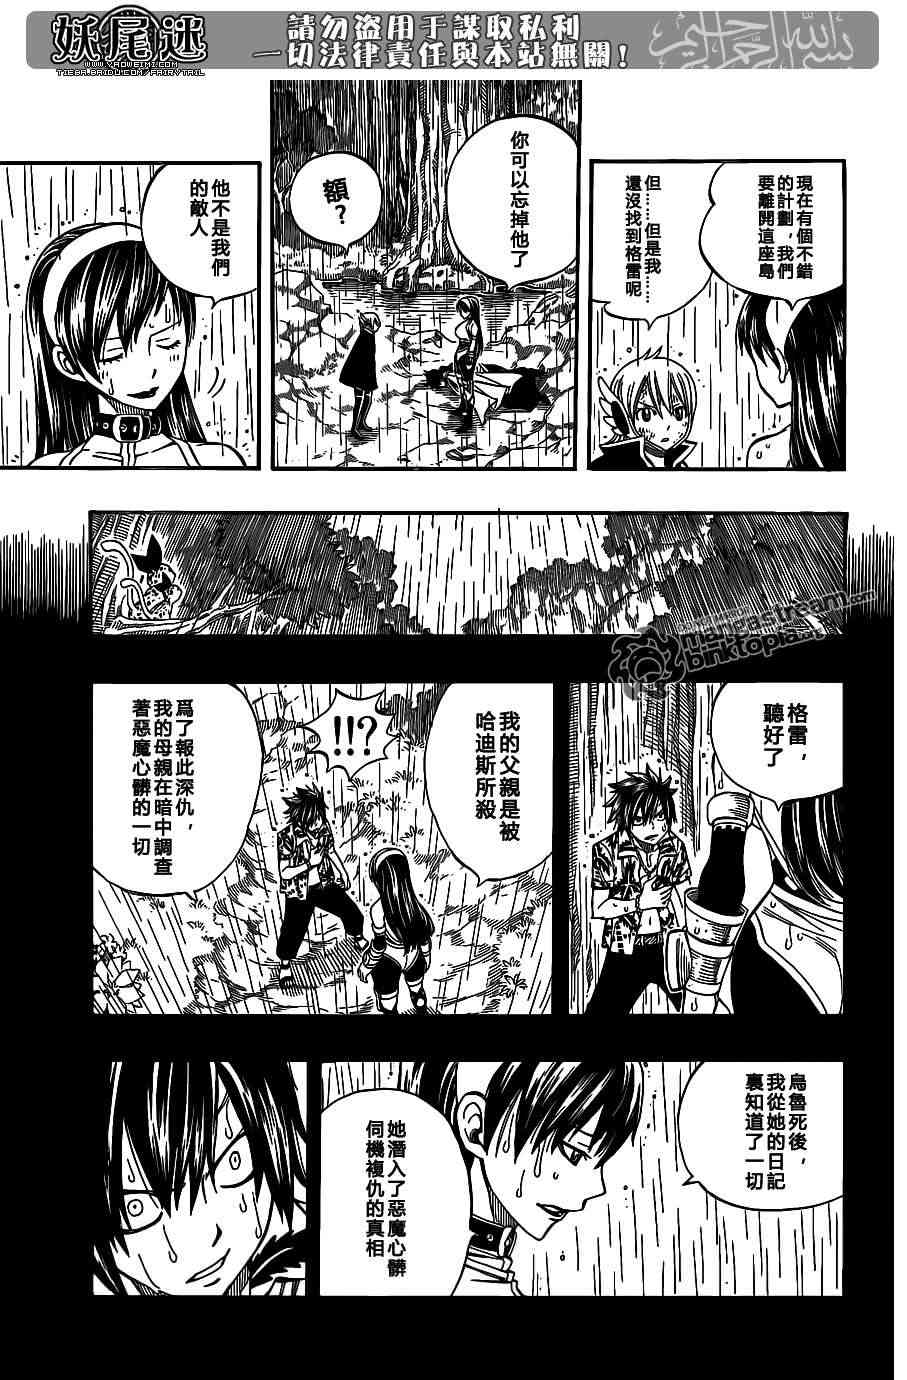 妖尾迷
WWW.YAOWEIMI.COM
TIEBA.BAIDU.COM/FAIRYTAIL
請勿盗用于謀取私利
一切法律責任與本站無關！
現在有個不錯
的計劃，我們
要離開這座島
但……但是我……
還沒找到格雷呢
你可以忘掉他了
額？
他不是我們
的敵人
mangastream.com
格雷，
聽好了
我的父親是被
哈迪斯所殺
!!?
爲了報此深仇，
我的母親在暗中調查
著惡魔心髒的一切
烏魯死後，
我從她的日記
裏知道了一切
她潛入了惡魔心髒
伺機複仇的真相